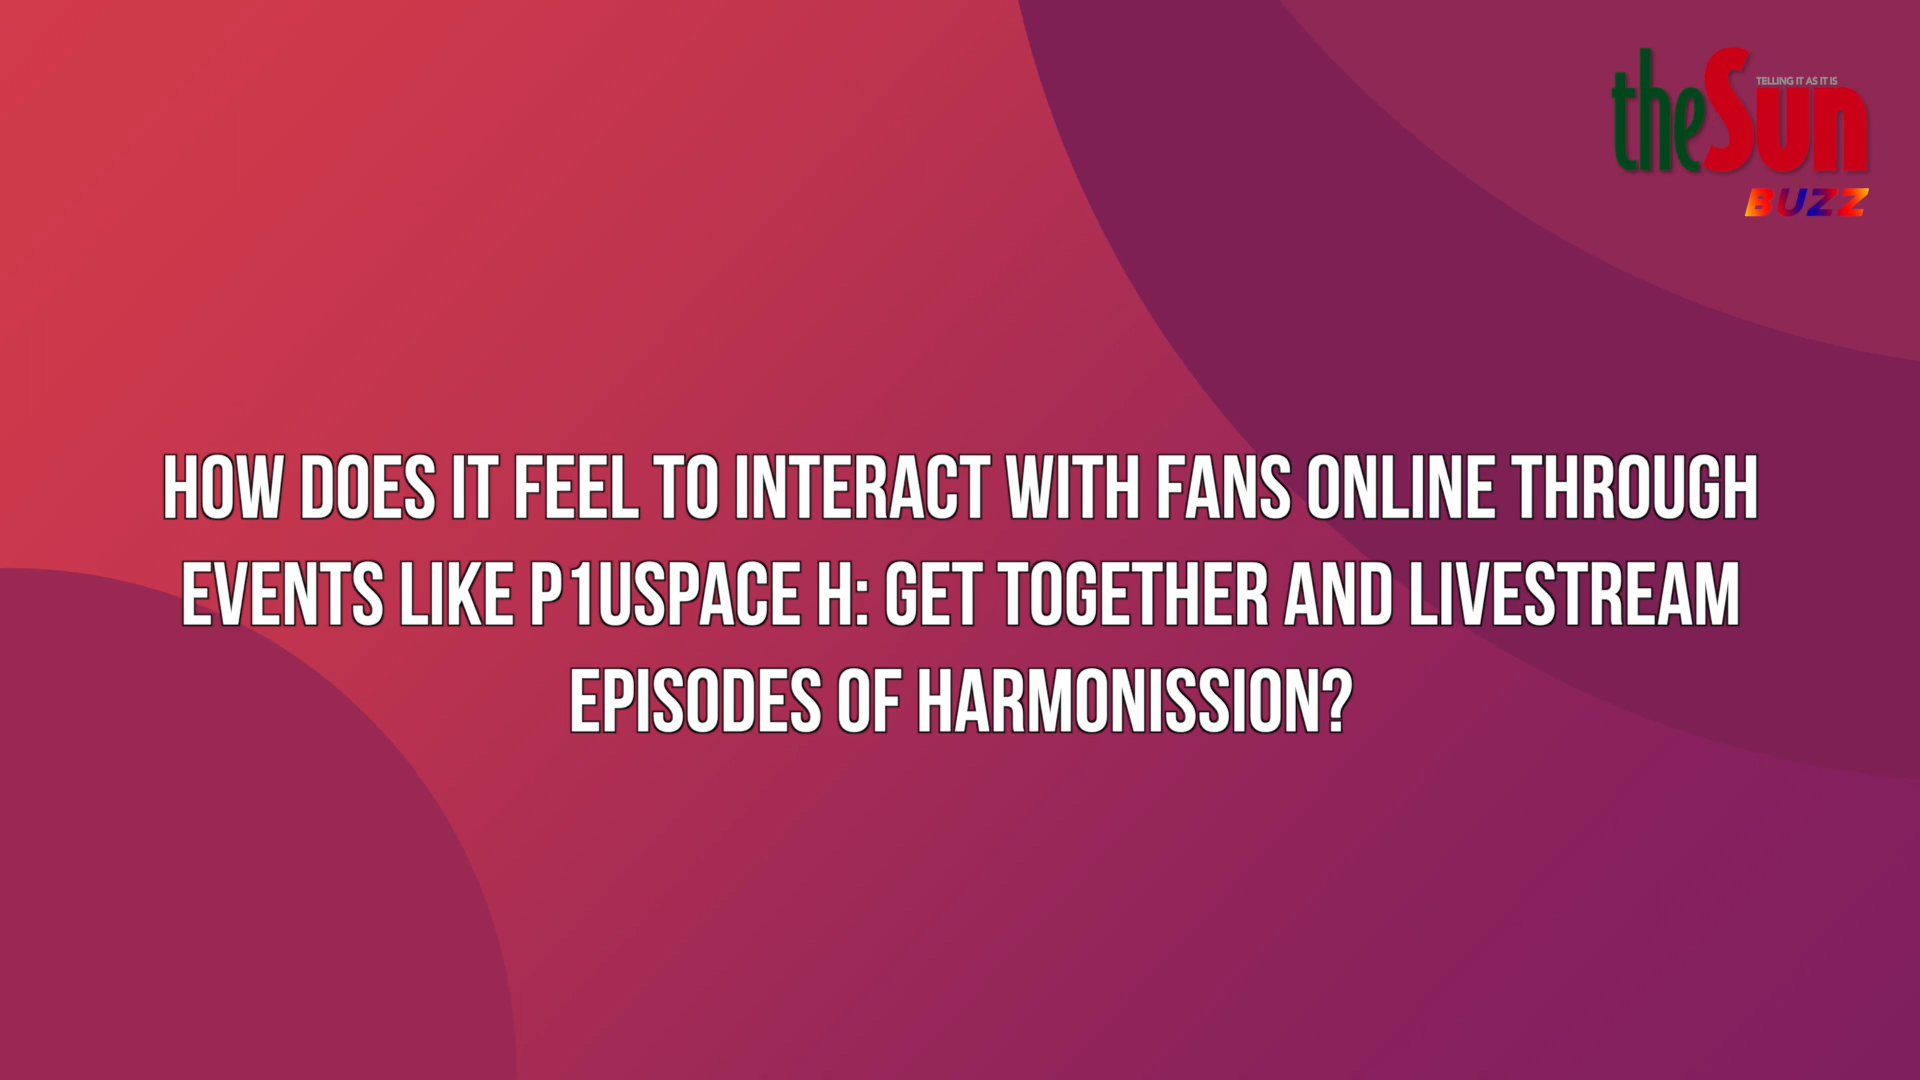 TELLING IT AS IT IS
theSun
BUZZ
HOW DOES IT FEEL TO INTERACT WITH FANS ONLINE THROUGH
EVENTS LIKE P1USPACE H: GET TOGETHER AND LIVESTREAM
EPISODES OF HARMONISSION?